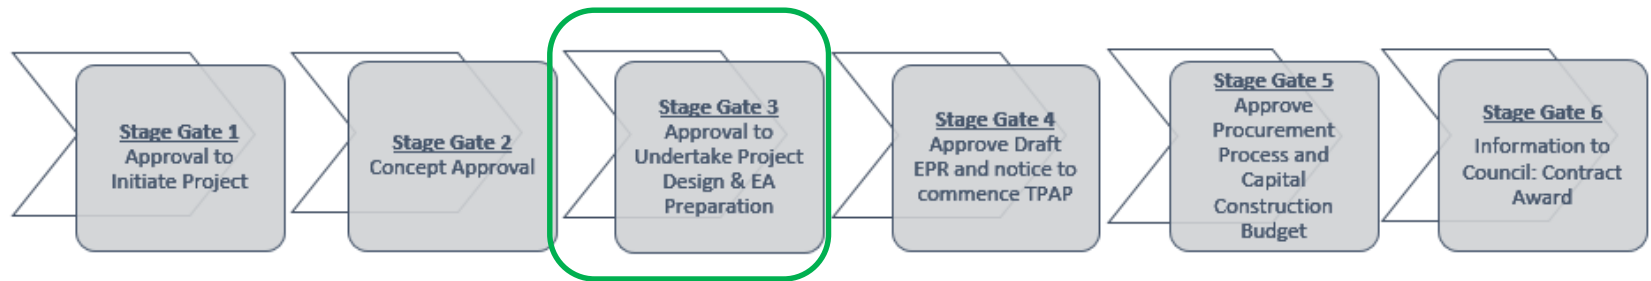 Stage Gate 1
Approval to
Initiate Project
Stage Gate 2
Concept Approval
Stage Gate 3
Approval to
Undertake Project
Design & EA
Preparation
Stage Gate 4
Approve Draft
EPR and notice to
commence TPAP
Stage Gate 5
Approve
Procurement
Process and
Capital
Construction
Budget
Stage Gate 6
Information to
Council: Contract
Award